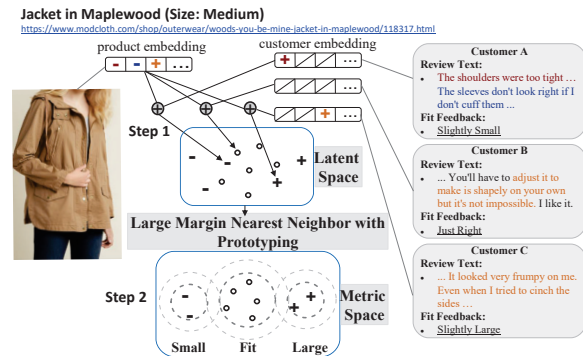 Jacket in Maplewood (Size: Medium)
https://www.modcloth.com/shop/outerwear/woods-you-be-mine-jacket-in-maplewood/118317.html
product embedding
customer embedding
- - + ...
+ ...
...
+ ...
Step 1
Latent
Space
Large Margin Nearest Neighbor with
Prototyping
Step 2
Metric
Space
Small Fit Large
Customer A
Review Text:
• The shoulders were too tight ...
The sleeves don't look right if I
don't cuff them ...
Fit Feedback:
• Slightly Small
Customer B
Review Text:
• ... You'll have to adjust it to
make is shapely on your own
but it's not impossible. I like it.
Fit Feedback:
• Just Right
Customer C
Review Text:
• ... It looked very frumpy on me.
Even when I tried to cinch the
sides ...
Fit Feedback:
• Slightly Large